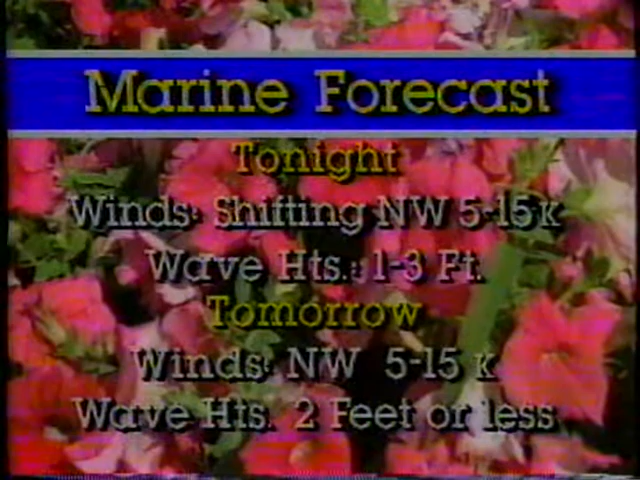 Marine Forecast
Tonight
Winds: Shifting NW 5-15 K
Wave Hts.: 1-3 Ft.
Tomorrow
Winds: NW 5-15 K
Wave Hts. 2 Feet or less